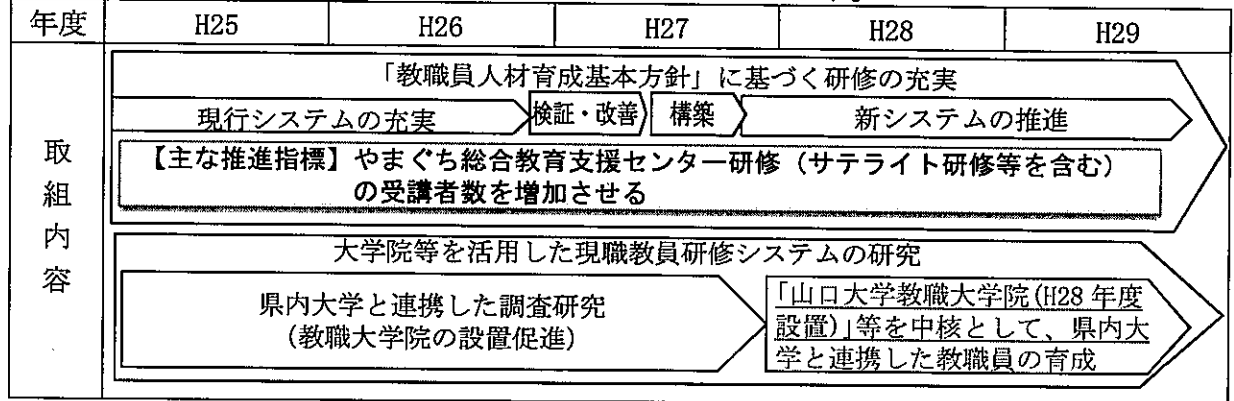 年度 H25 H26 H27 H28 H29
取組内容
「教職員人材育成基本方針」に基づく研修の充実
現行システムの充実 検証・改善 構築 新システムの推進
【主な推進指標】やまぐち総合教育支援センター研修（サテライト研修等を含む）
の受講者数を増加させる
大学院等を活用した現職教員研修システムの研究
県内大学と連携した調査研究
(教職大学院の設置促進)
「山口大学教職大学院(H28 年度
設置)」等を中核として、県内大
学と連携した教職員の育成